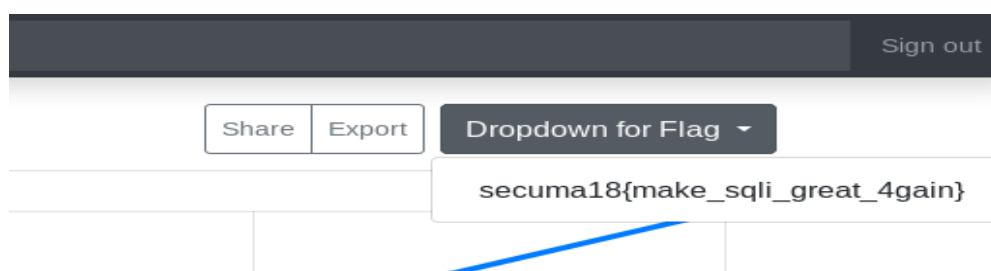 Sign out
Share Export Dropdown for Flag
secuma18{make_sqli_great_4gain}